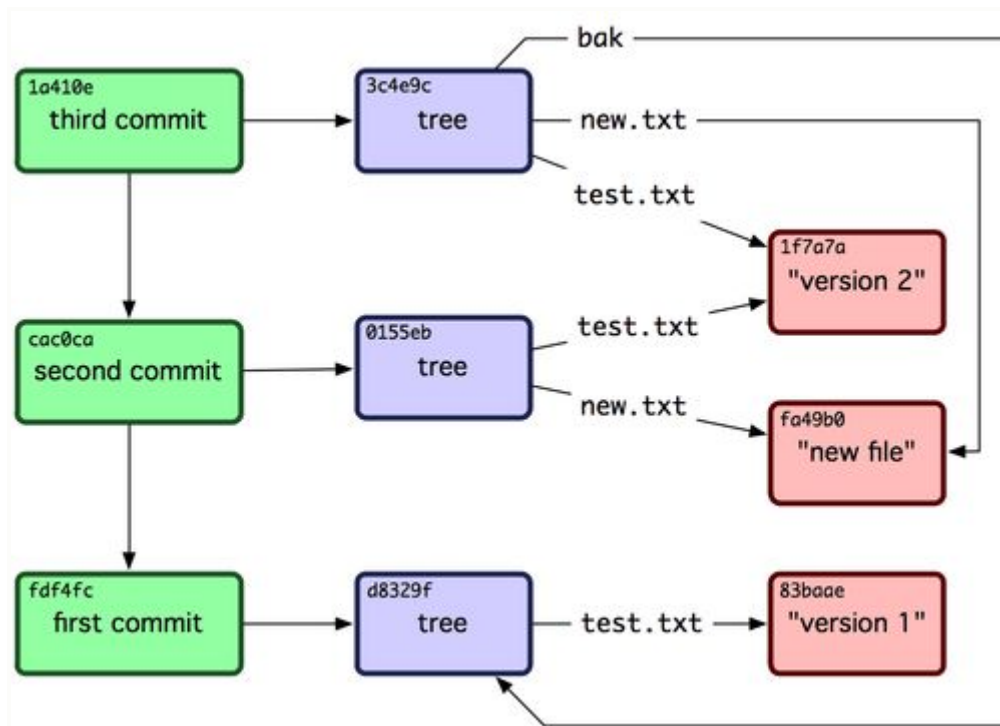 bak
1a410e
third commit
3c4e9c
tree
new.txt
test.txt
1f7a7a
"version 2"
cac0ca
second commit
0155eb
tree
test.txt
new.txt
fa49b0
"new file"
fdf4fc
first commit
d8329f
tree
test.txt
83baae
"version 1"